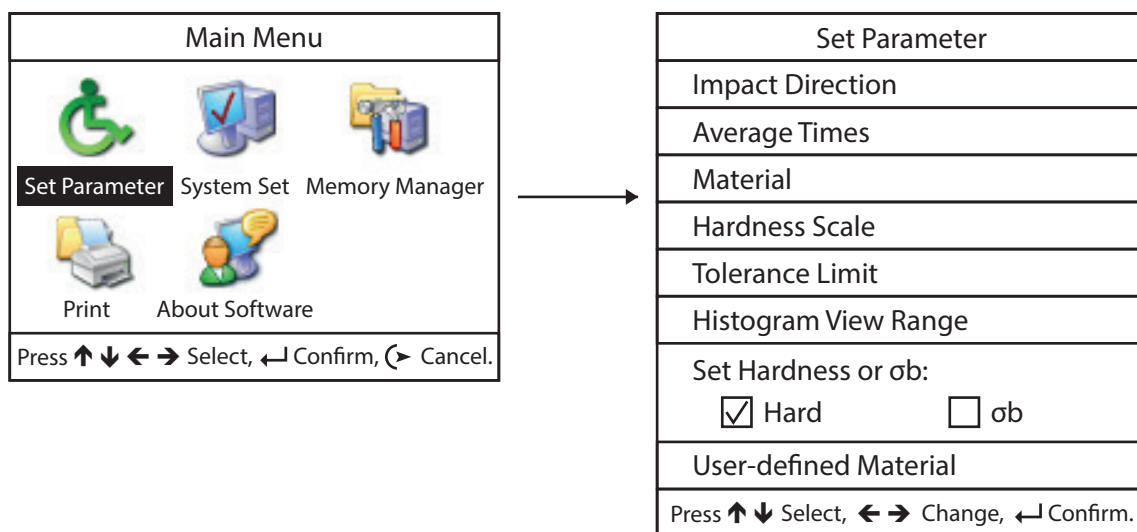 Main Menu
Set Parameter System Set Memory Manager
Print About Software
Press ↑ ↓ ← → Select, ↵ Confirm, (➤ Cancel.
Set Parameter
Impact Direction
Average Times
Material
Hardness Scale
Tolerance Limit
Histogram View Range
Set Hardness or σb:
☑ Hard ☐ σb
User-defined Material
Press ↑ ↓ Select, ← → Change, ↵ Confirm.